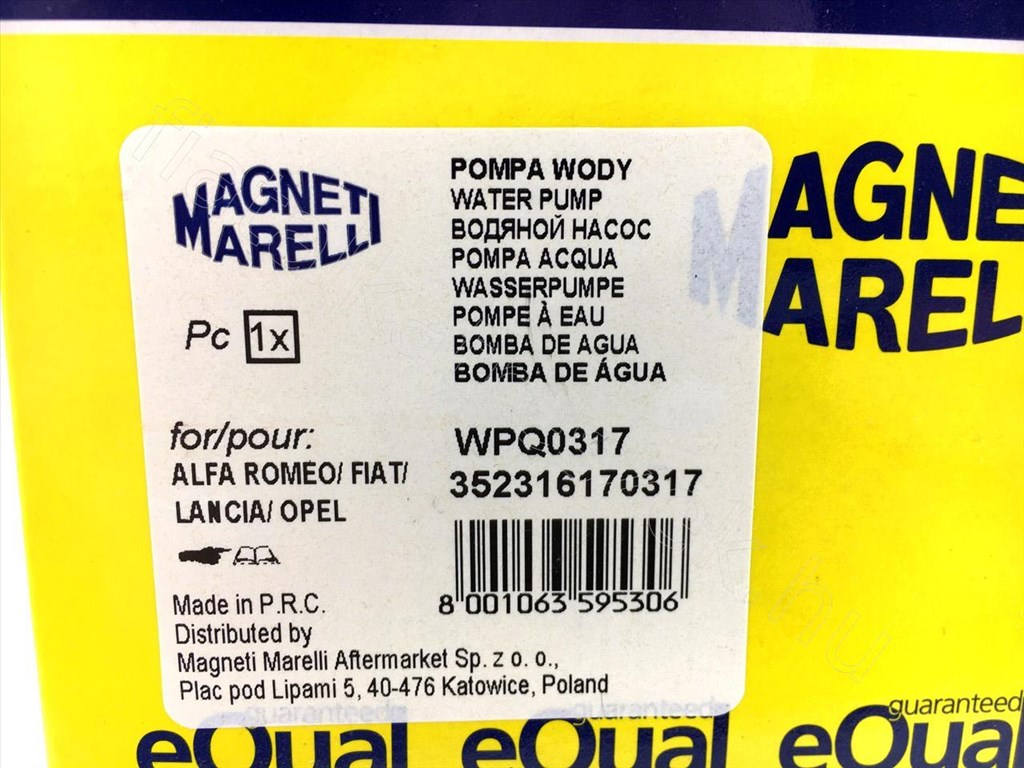 MAGNETI
MARELLI
Pc 1x
POMPA WODY
WATER PUMP
ВОДЯНОЙ НАСОС
POMPA ACQUA
WASSERPUMPE
POMPE À EAU
BOMBA DE AGUA
BOMBA DE ÁGUA
for/pour:
ALFA ROMEO/ FIAT/
LANCIA/ OPEL
WPQ0317
352316170317
8 001063 595306
Made in P.R.C.
Distributed by
Magneti Marelli Aftermarket Sp. z o. o.,
Plac pod Lipami 5, 40-476 Katowice, Poland
MAGNE
MAREL
guaranteed guaranteed guaranteed
eQual eQual eQual